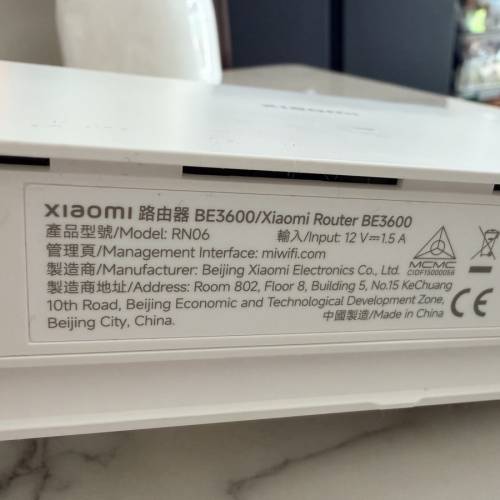 xiaomi
xiaomi 路由器 BE3600/Xiaomi Router BE3600
產品型號/Model: RN06 輸入/Input: 12 V⎓1.5 A
管理頁/Management Interface: miwifi.com
製造商/Manufacturer: Beijing Xiaomi Electronics Co., Ltd.
製造商地址/Address: Room 802, Floor 8, Building 5, No.15 KeChuang
10th Road, Beijing Economic and Technological Development Zone,
Beijing City, China.
中國製造/Made in China
MCMC
CIDF15000056
CE